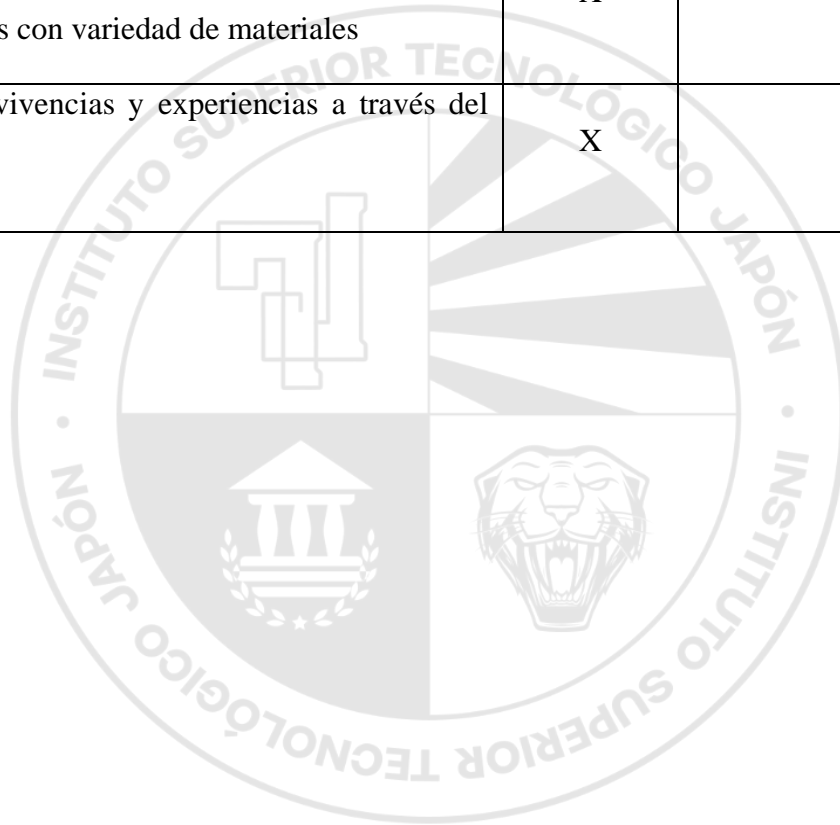 X
s con variedad de materiales
vivencias y experiencias a través del
X
INSTITUTO SUPERIOR TECNOLÓGICO JAPÓN • INSTITUTO SUPERIOR TECNOLÓGICO JAPÓN •